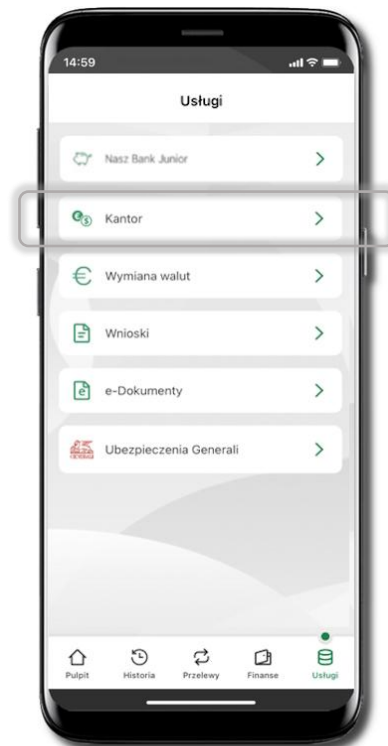 14:59
Usługi
Nasz Bank Junior
Kantor
Wymiana walut
Wnioski
e-Dokumenty
Ubezpieczenia Generali
Pulpit
Historia
Przelewy
Finanse
Usługi